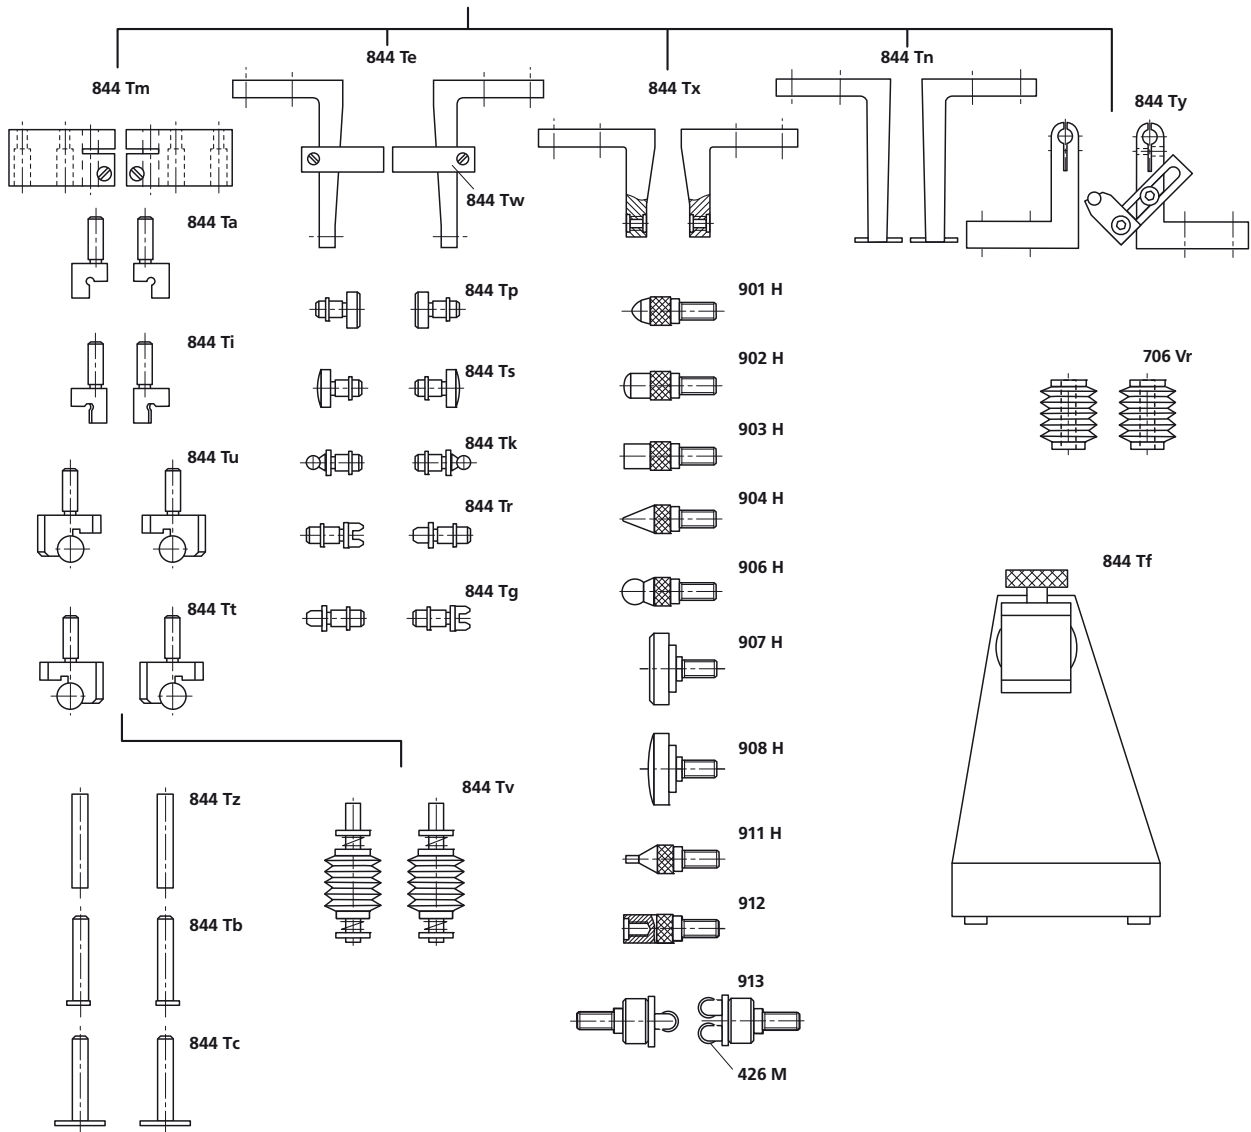 844 Te
844 Tn
844 Tm
844 Tx
844 Ty
844 Tw
844 Ta
844 Tp
901 H
844 Ti
902 H
706 Vr
844 Ts
903 H
844 Tk
844 Tu
904 H
844 Tr
844 Tf
906 H
844 Tg
844 Tt
907 H
908 H
844 Tv
844 Tz
911 H
912
844 Tb
913
844 Tc
426 M